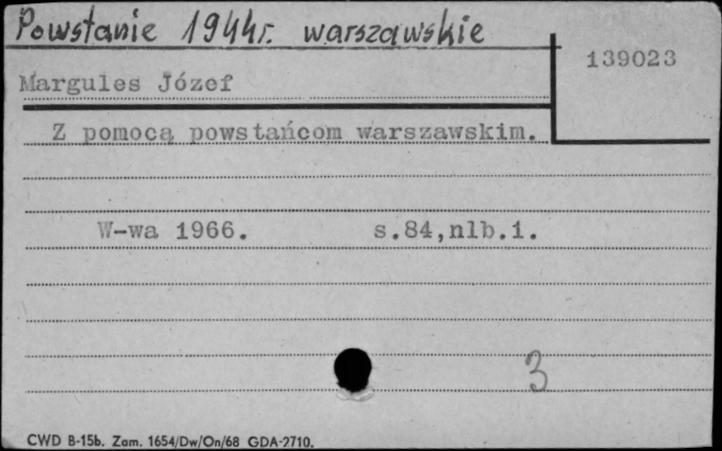 Powstanie 1944r. warszawskie
139023
Margules Józef
Z pomocą powstańcom warszawskim.
W-wa 1966. s.84,nlb.1.
3
CWD B-15b. Zam. 1654/Dw/On/68 GDA-2710.